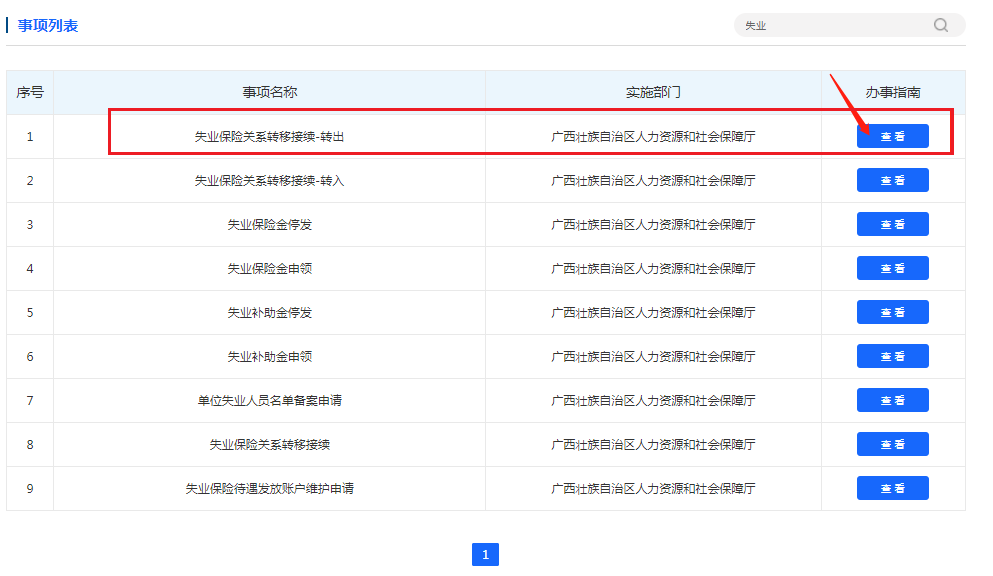 事项列表
失业
序号 事项名称 实施部门 办事指南
1 失业保险关系转移接续-转出 广西壮族自治区人力资源和社会保障厅 查看
2 失业保险关系转移接续-转入 广西壮族自治区人力资源和社会保障厅 查看
3 失业保险金停发 广西壮族自治区人力资源和社会保障厅 查看
4 失业保险金申领 广西壮族自治区人力资源和社会保障厅 查看
5 失业补助金停发 广西壮族自治区人力资源和社会保障厅 查看
6 失业补助金申领 广西壮族自治区人力资源和社会保障厅 查看
7 单位失业人员名单备案申请 广西壮族自治区人力资源和社会保障厅 查看
8 失业保险关系转移接续 广西壮族自治区人力资源和社会保障厅 查看
9 失业保险待遇发放账户维护申请 广西壮族自治区人力资源和社会保障厅 查看
1